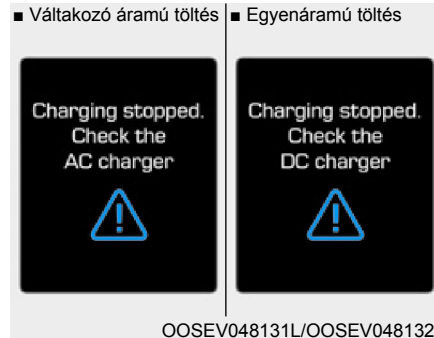 ■ Váltakozó áramú töltés
Charging stopped.
Check the
AC charger
■ Egyenáramú töltés
Charging stopped.
Check the
DC charger
OOSEV048131L/OOSEV048132